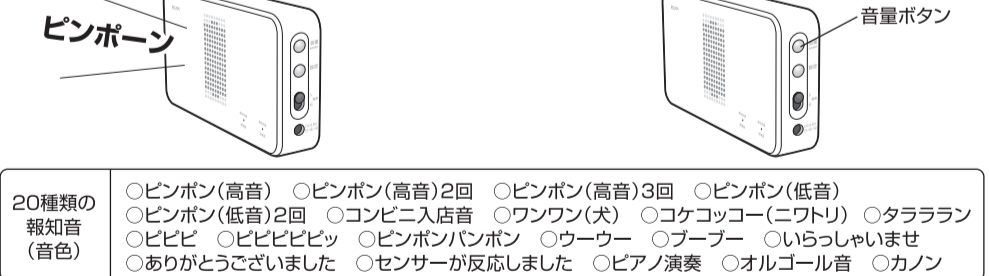 ピンポーン
音量ボタン
20種類の
報知音
(音色)
○ピンポン(高音) ○ピンポン(高音)2回 ○ピンポン(高音)3回 ○ピンポン(低音)
○ピンポン(低音)2回 ○コンビニ入店音 ○ワンワン(犬) ○コケコッコー(ニワトリ) ○タラララン
○ピピピ ○ピピピピピッ ○ピンポンパンポン ○ウーウー ○ブーブー ○いらっしゃいませ
○ありがとうございました ○センサーが反応しました ○ピアノ演奏 ○オルゴール音 ○カノン